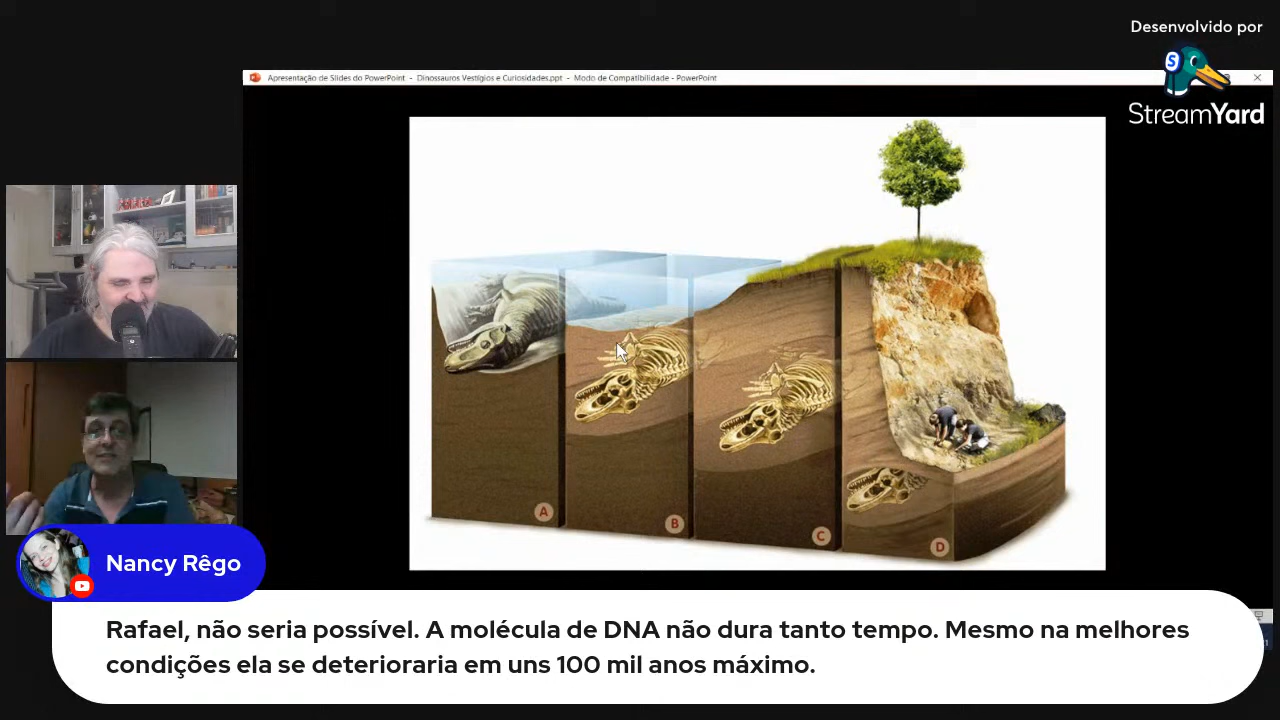 Desenvolvido por
StreamYard
Apresentação de Slides do PowerPoint - Dinossauros Vestígios e Curiosidades.ppt - Modo de Compatibilidade - PowerPoint
A
B
C
D
Nancy Rêgo
Rafael, não seria possível. A molécula de DNA não dura tanto tempo. Mesmo na melhores
condições ela se deterioraria em uns 100 mil anos máximo.